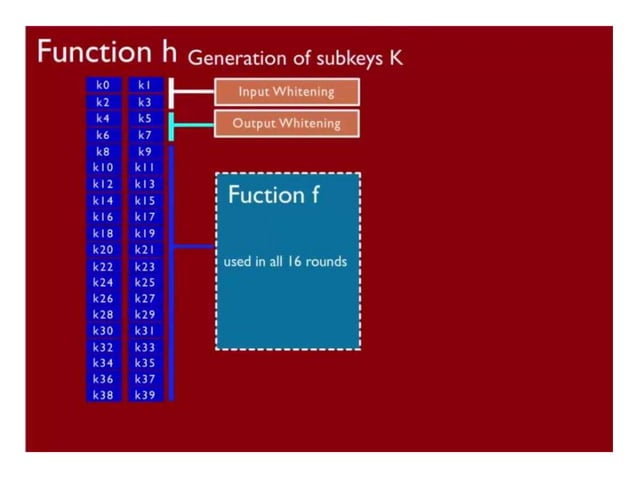 Function h Generation of subkeys K
k0 k1
k2 k3
k4 k5
k6 k7
k8 k9
k10 k11
k12 k13
k14 k15
k16 k17
k18 k19
k20 k21
k22 k23
k24 k25
k26 k27
k28 k29
k30 k31
k32 k33
k34 k35
k36 k37
k38 k39
Input Whitening
Output Whitening
Fuction f
used in all 16 rounds